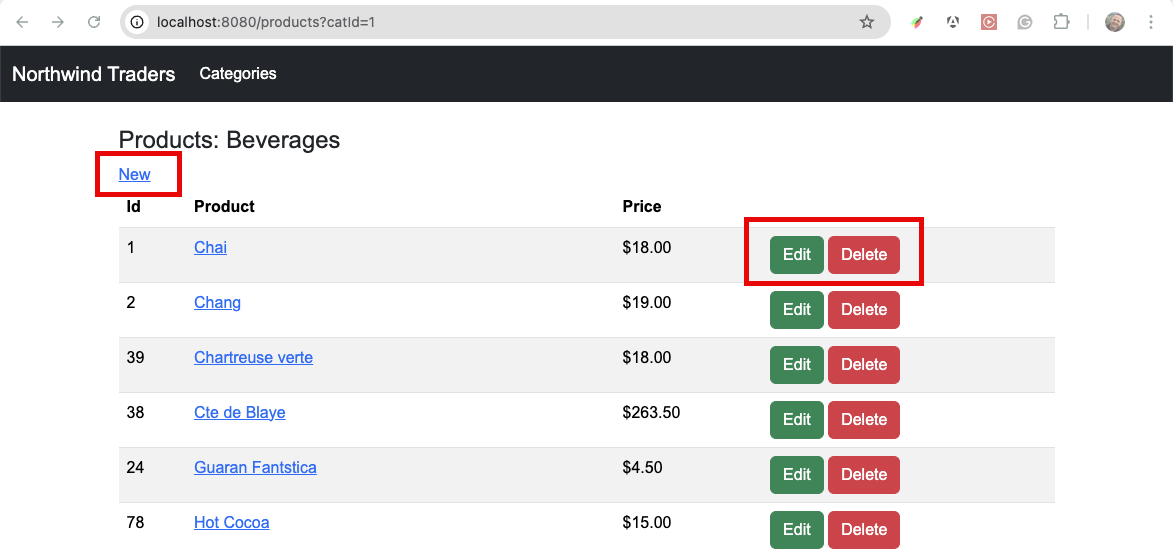 localhost:8080/products?catId=1
Northwind Traders Categories
Products: Beverages
New
Id Product Price
1 Chai $18.00 Edit Delete
2 Chang $19.00 Edit Delete
39 Chartreuse verte $18.00 Edit Delete
38 Cte de Blaye $263.50 Edit Delete
24 Guaran Fantstica $4.50 Edit Delete
78 Hot Cocoa $15.00 Edit Delete